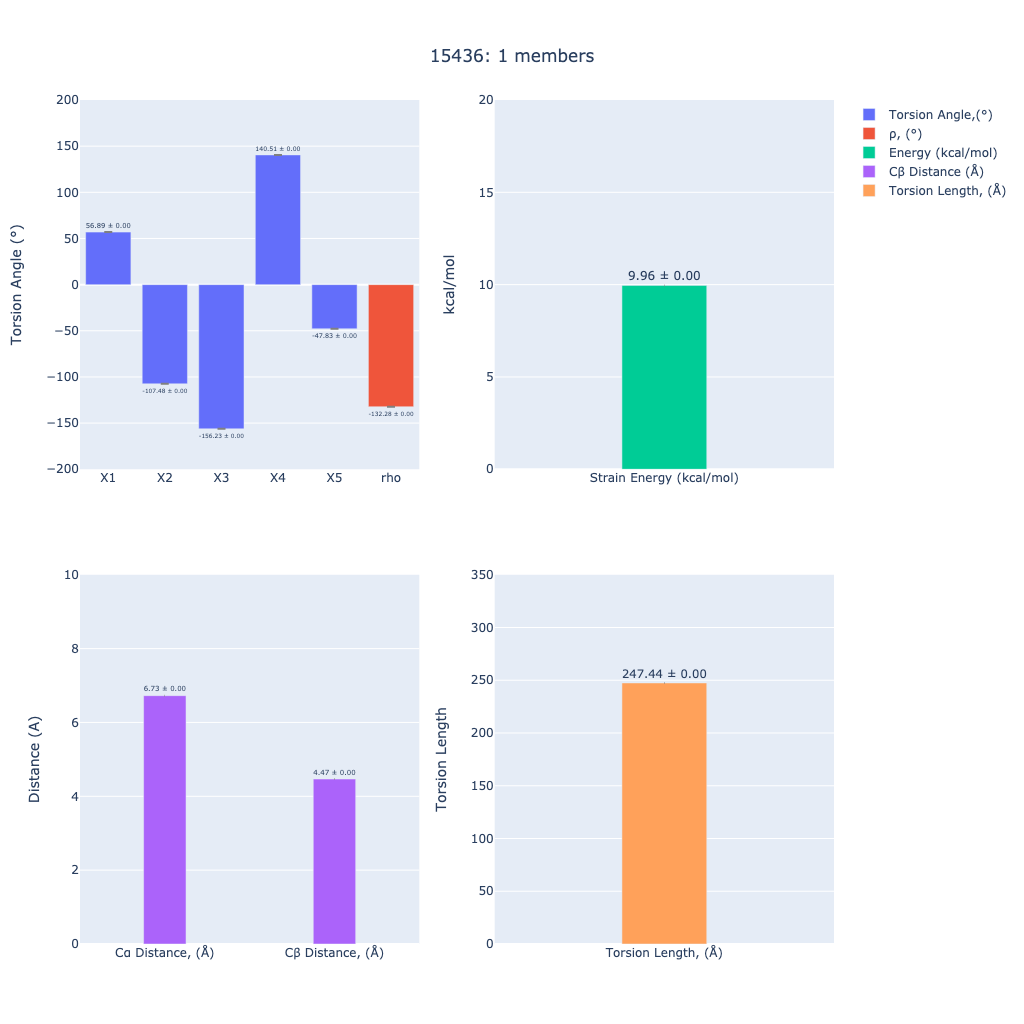 15436: 1 members
200
150
100
50
0
−50
−100
−150
−200
Torsion Angle (°)
56.89 ± 0.00
-107.48 ± 0.00
-156.23 ± 0.00
140.51 ± 0.00
-47.83 ± 0.00
-132.28 ± 0.00
X1 X2 X3 X4 X5 rho
20
15
10
5
0
kcal/mol
9.96 ± 0.00
Strain Energy (kcal/mol)
Torsion Angle,(°)
ρ, (°)
Energy (kcal/mol)
Cβ Distance (Å)
Torsion Length, (Å)
10
8
6
4
2
0
Distance (A)
6.73 ± 0.00
4.47 ± 0.00
Cα Distance, (Å) Cβ Distance, (Å)
350
300
250
200
150
100
50
0
Torsion Length
247.44 ± 0.00
Torsion Length, (Å)